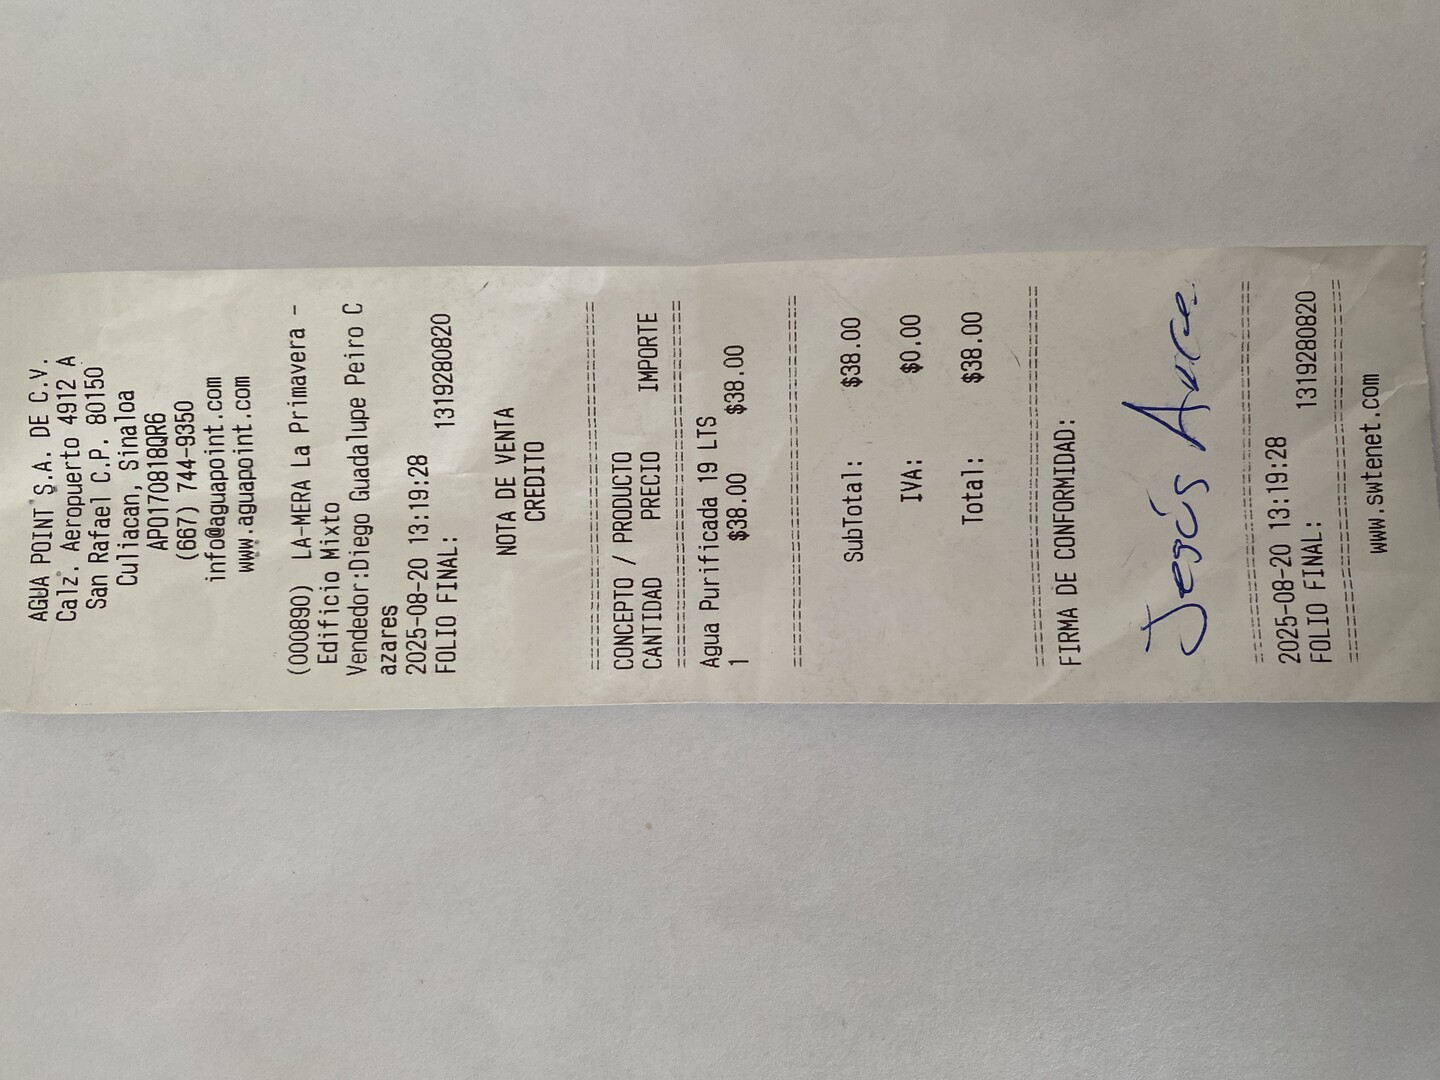 AGUA POINT S.A. DE C.V.
Calz. Aeropuerto 4912 A
San Rafael C.P. 80150
Culiacan, Sinaloa
APO170818QR6
(667) 744-9350
info@aguapoint.com
www.aguapoint.com
(000890) LA-MERA La Primavera -
Edificio Mixto
Vendedor:Diego Guadalupe Peiro C
azares
2025-08-20 13:19:28
FOLIO FINAL: 1319280820
NOTA DE VENTA
CREDITO
================================
CONCEPTO / PRODUCTO
CANTIDAD PRECIO IMPORTE
================================
Agua Purificada 19 LTS
1 $38.00 $38.00
================================
SubTotal: $38.00
IVA: $0.00
Total: $38.00
================================
FIRMA DE CONFORMIDAD:
Jesús
================================
2025-08-20 13:19:28
FOLIO FINAL: 1319280820
================================
www.swtenet.com